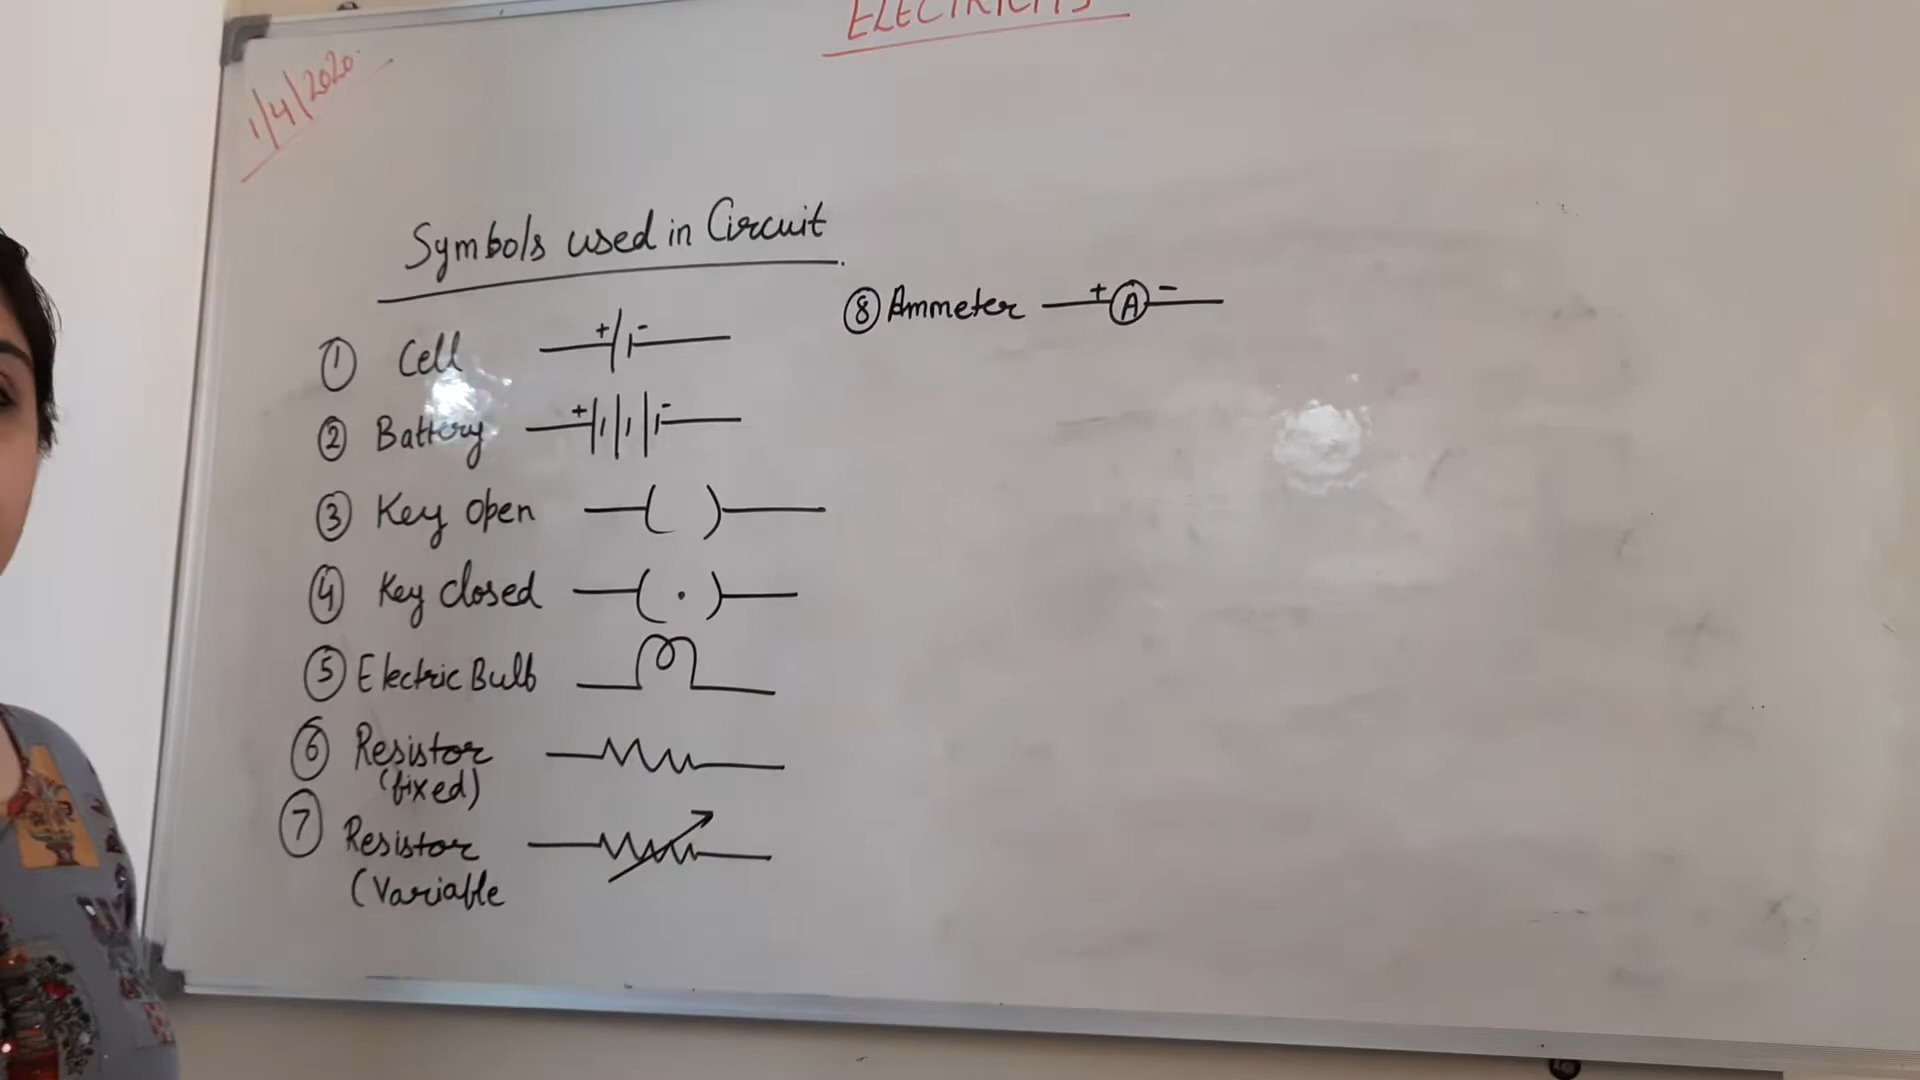 ELECTRICITY
1/4/2020
Symbols used in Circuit
① Cell + -
② Battery + -
③ Key open
④ Key closed
⑤ Electric Bulb
⑥ Resistor
(fixed)
⑦ Resistor
(Variable
⑧ Ammeter + A -